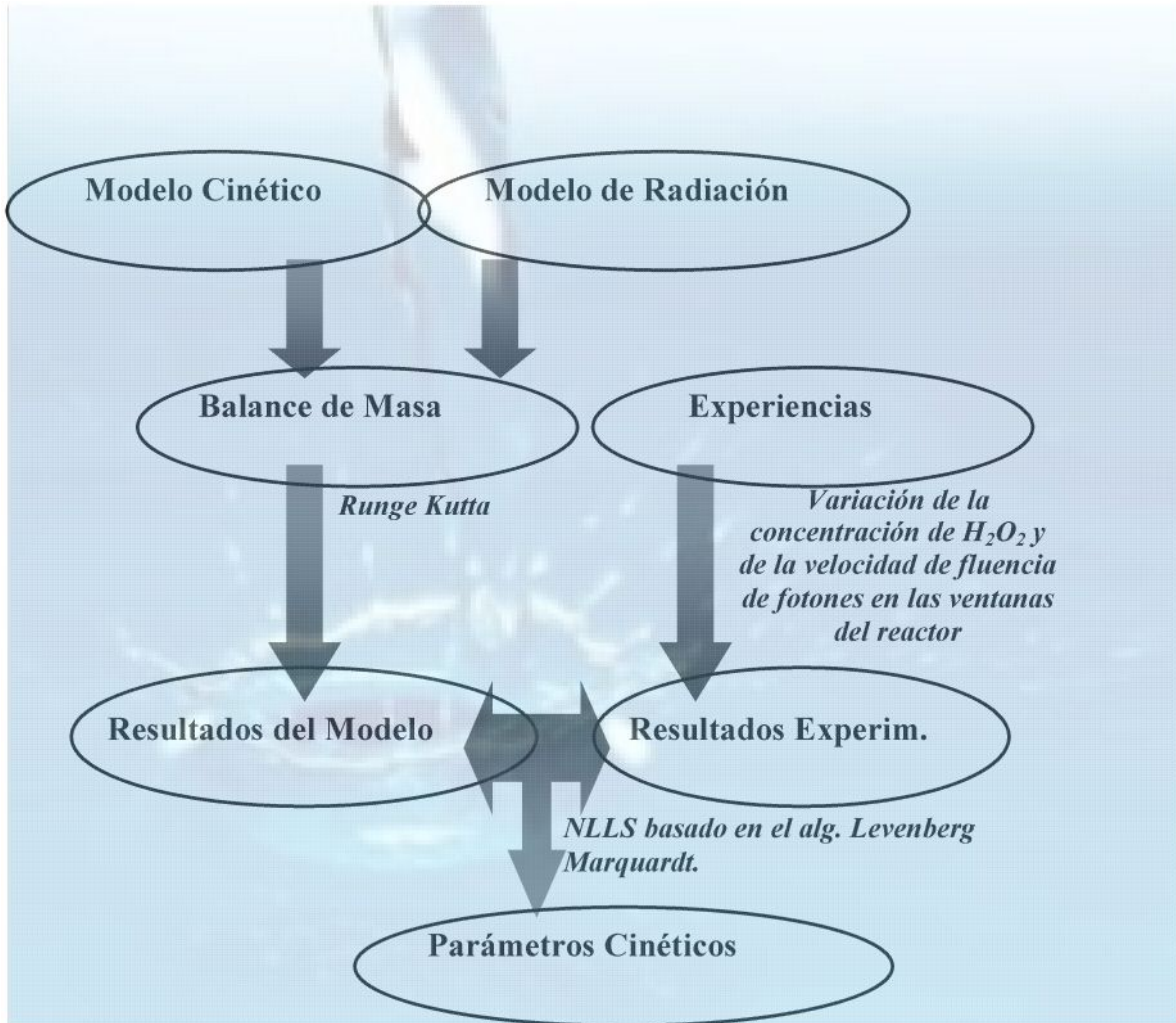 Modelo Cinético
Modelo de Radiación
Balance de Masa
Experiencias
Runge Kutta
Variación de la
concentración de H₂O₂ y
de la velocidad de fluencia
de fotones en las ventanas
del reactor
Resultados del Modelo
Resultados Experim.
NLLS basado en el alg. Levenberg
Marquardt.
Parámetros Cinéticos